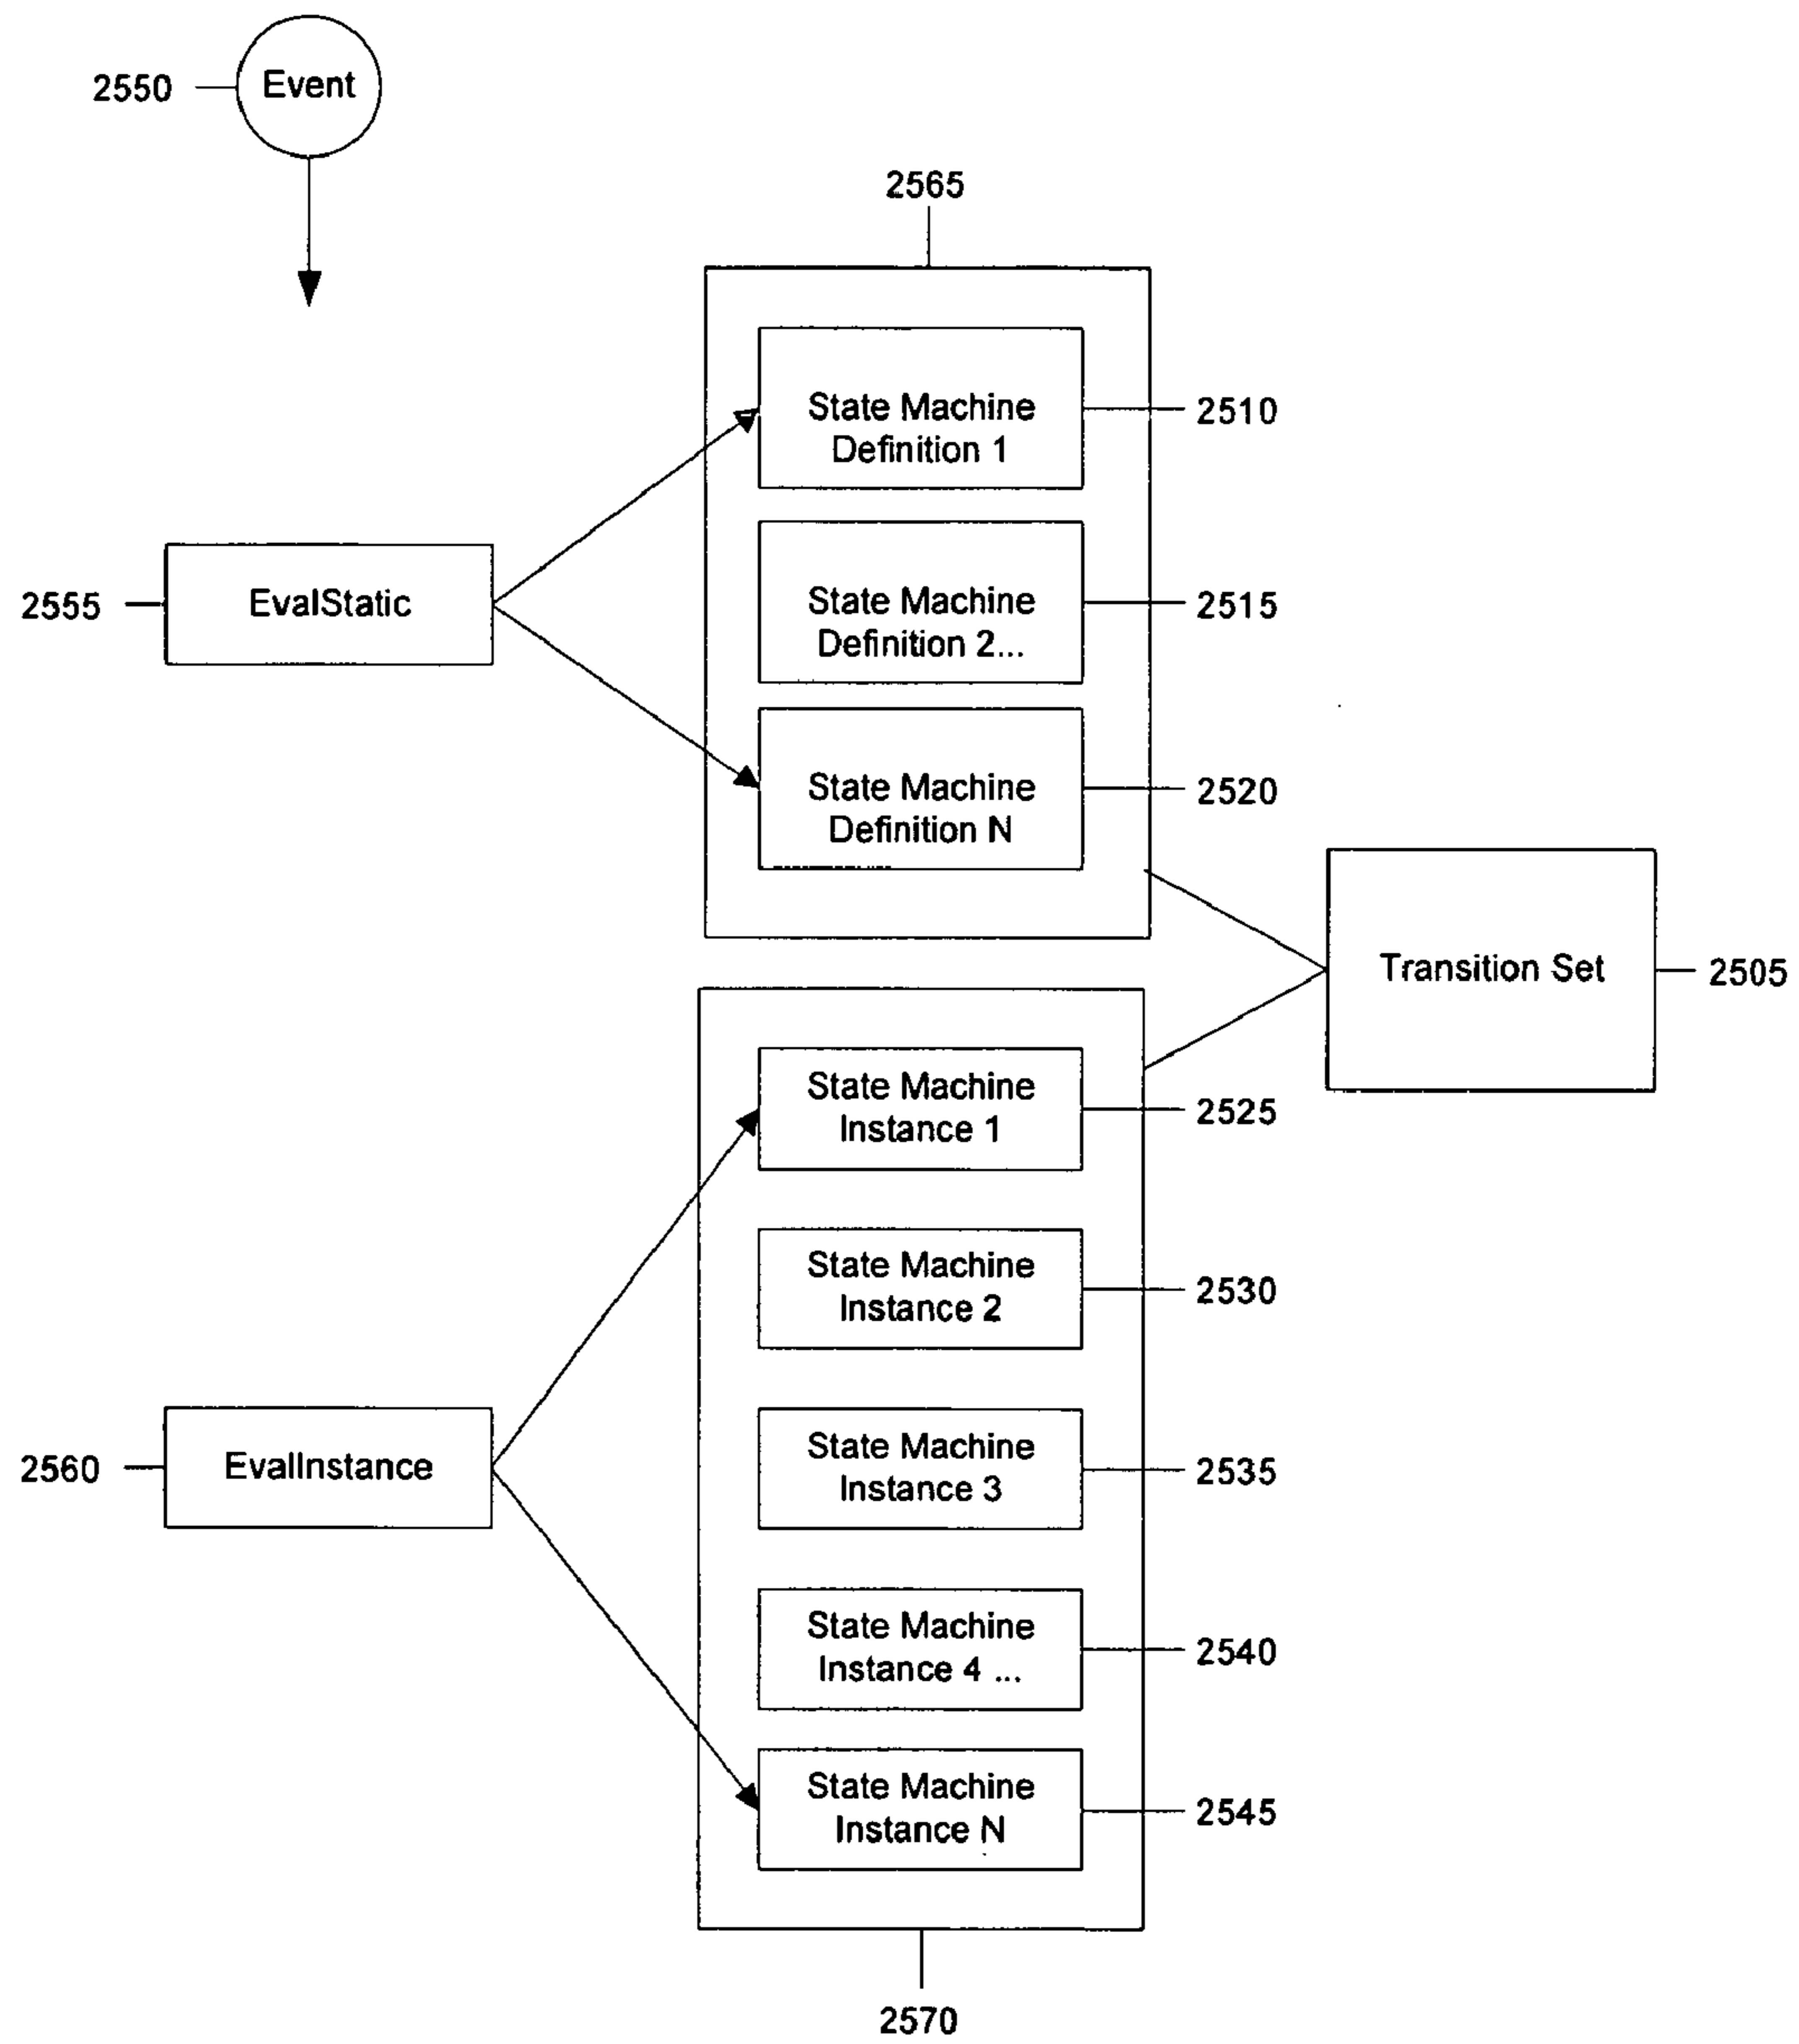 2550
Event
2565
State Machine
Definition 1
2510
2555
EvalStatic
State Machine
Definition 2...
2515
State Machine
Definition N
2520
Transition Set
2505
State Machine
Instance 1
2525
State Machine
Instance 2
2530
2560
EvalInstance
State Machine
Instance 3
2535
State Machine
Instance 4 ...
2540
State Machine
Instance N
2545
2570